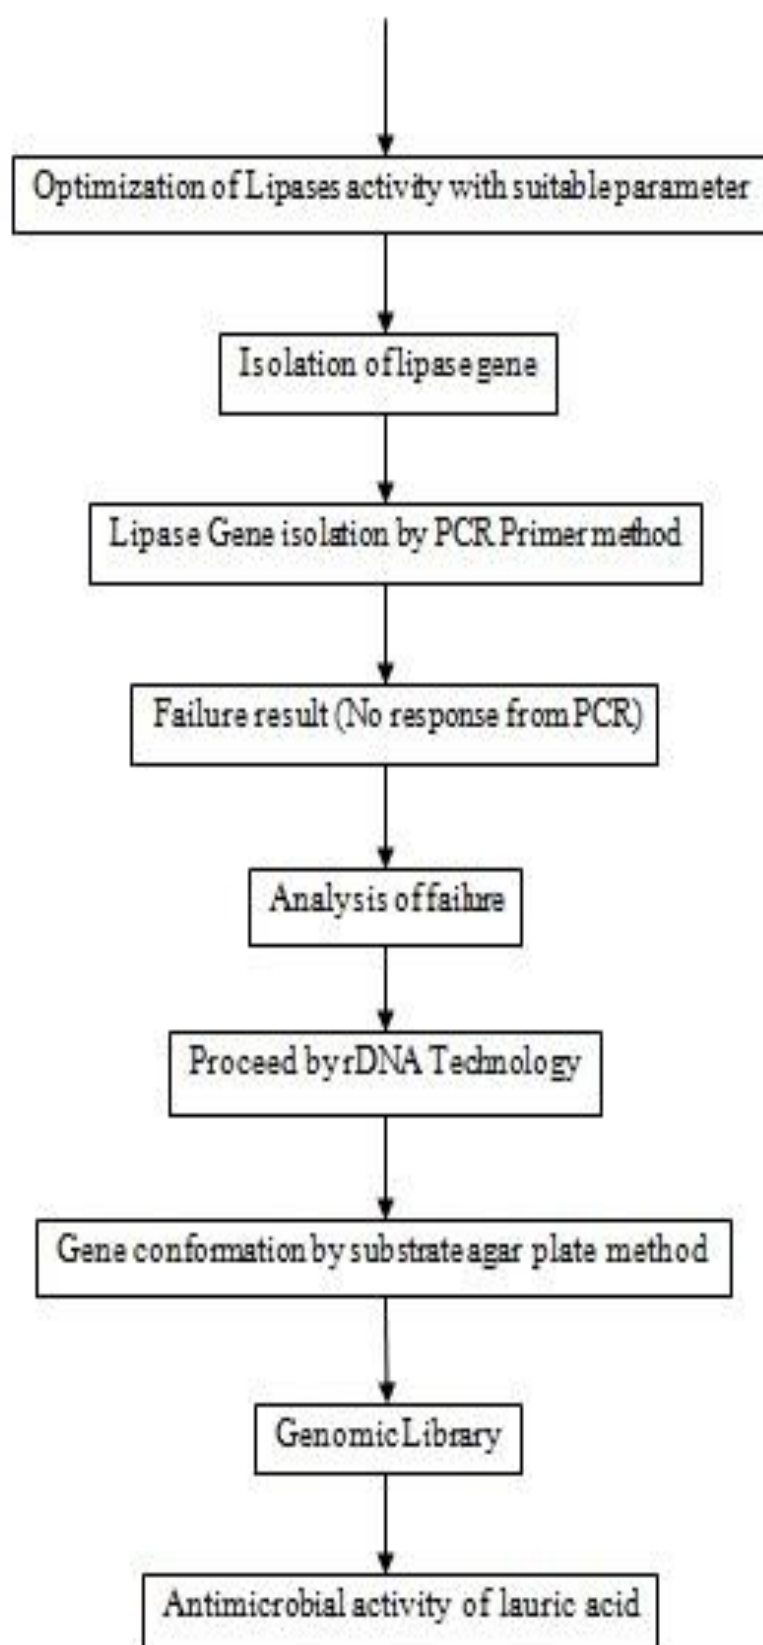 Optimization of Lipases activity with suitable parameter
Isolation of lipase gene
Lipase Gene isolation by PCR Primer method
Failure result (No response from PCR)
Analysis of failure
Proceed by rDNA Technology
Gene conformation by substrate agar plate method
Genomic Library
Antimicrobial activity of lauric acid